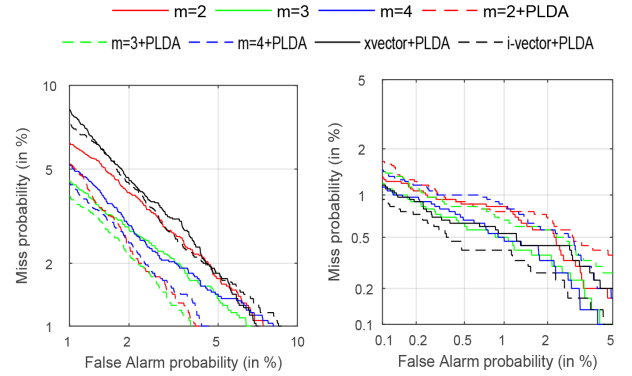 m=2 m=3 m=4 m=2+PLDA
m=3+PLDA m=4+PLDA xvector+PLDA i-vector+PLDA
10
5
2
1
1 2 5 10
Miss probability (in %)
False Alarm probability (in %)
5
2
1
0.5
0.2
0.1
0.1 0.2 0.5 1 2 5
Miss probability (in %)
False Alarm probability (in %)